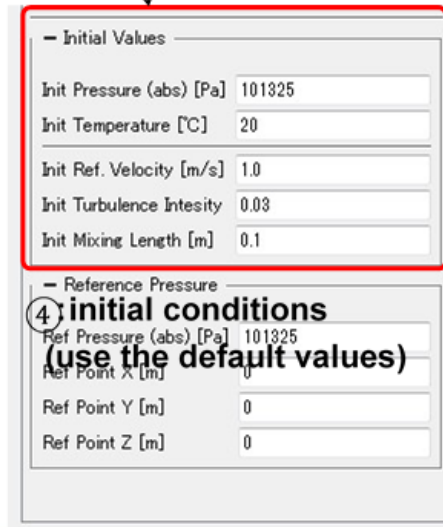 − Initial Values
Init Pressure (abs) [Pa] 101325
Init Temperature [℃] 20
Init Ref. Velocity [m/s] 1.0
Init Turbulence Intesity 0.03
Init Mixing Length [m] 0.1
− Reference Pressure
④:initial conditions
Ref Pressure (abs) [Pa] 101325
(use the default values)
Ref Point X [m] 0
Ref Point Y [m] 0
Ref Point Z [m] 0